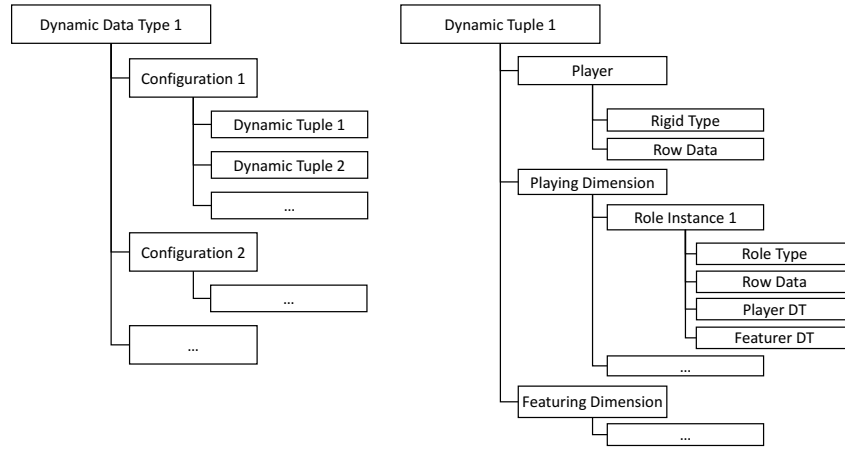 Dynamic Data Type 1
Configuration 1
Dynamic Tuple 1
Dynamic Tuple 2
...
Configuration 2
...
...
Dynamic Tuple 1
Player
Rigid Type
Row Data
Playing Dimension
Role Instance 1
Role Type
Row Data
Player DT
Featurer DT
...
Featuring Dimension
...